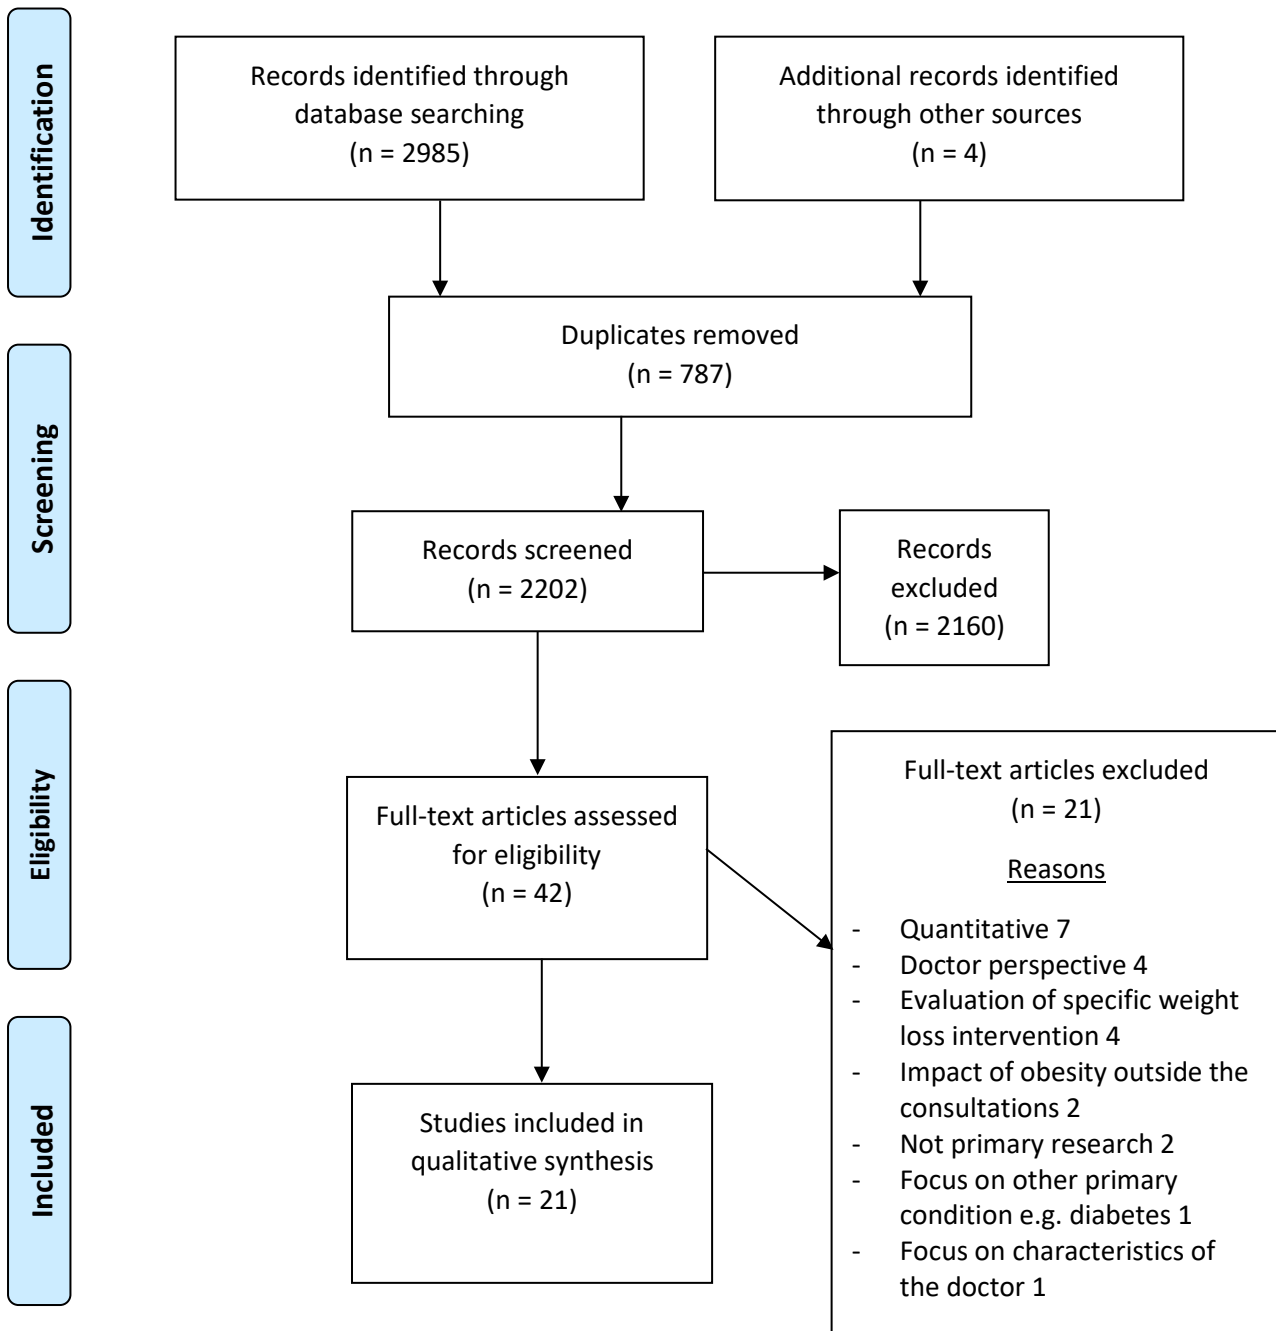 Identification
Records identified through
database searching
(n = 2985)
Additional records identified
through other sources
(n = 4)
Duplicates removed
(n = 787)
Screening
Records screened
(n = 2202)
Records
excluded
(n = 2160)
Eligibility
Full-text articles assessed
for eligibility
(n = 42)
Full-text articles excluded
(n = 21)
Reasons
- Quantitative 7
- Doctor perspective 4
- Evaluation of specific weight
loss intervention 4
- Impact of obesity outside the
consultations 2
- Not primary research 2
- Focus on other primary
condition e.g. diabetes 1
- Focus on characteristics of
the doctor 1
Included
Studies included in
qualitative synthesis
(n = 21)